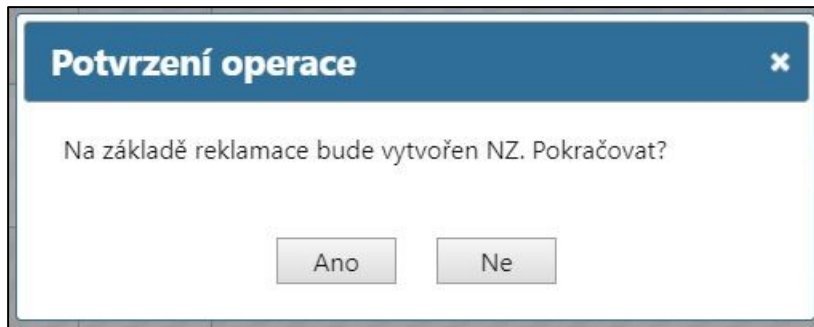 Potvrzení operace
Na základě reklamace bude vytvořen NZ. Pokračovat?
Ano
Ne